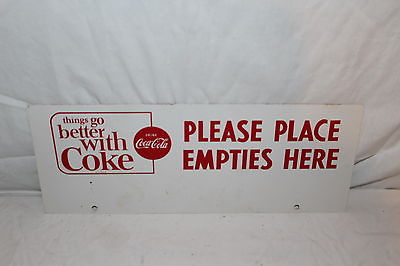 things go
better
with
Coke
DRINK
Coca-Cola
PLEASE PLACE
EMPTIES HERE